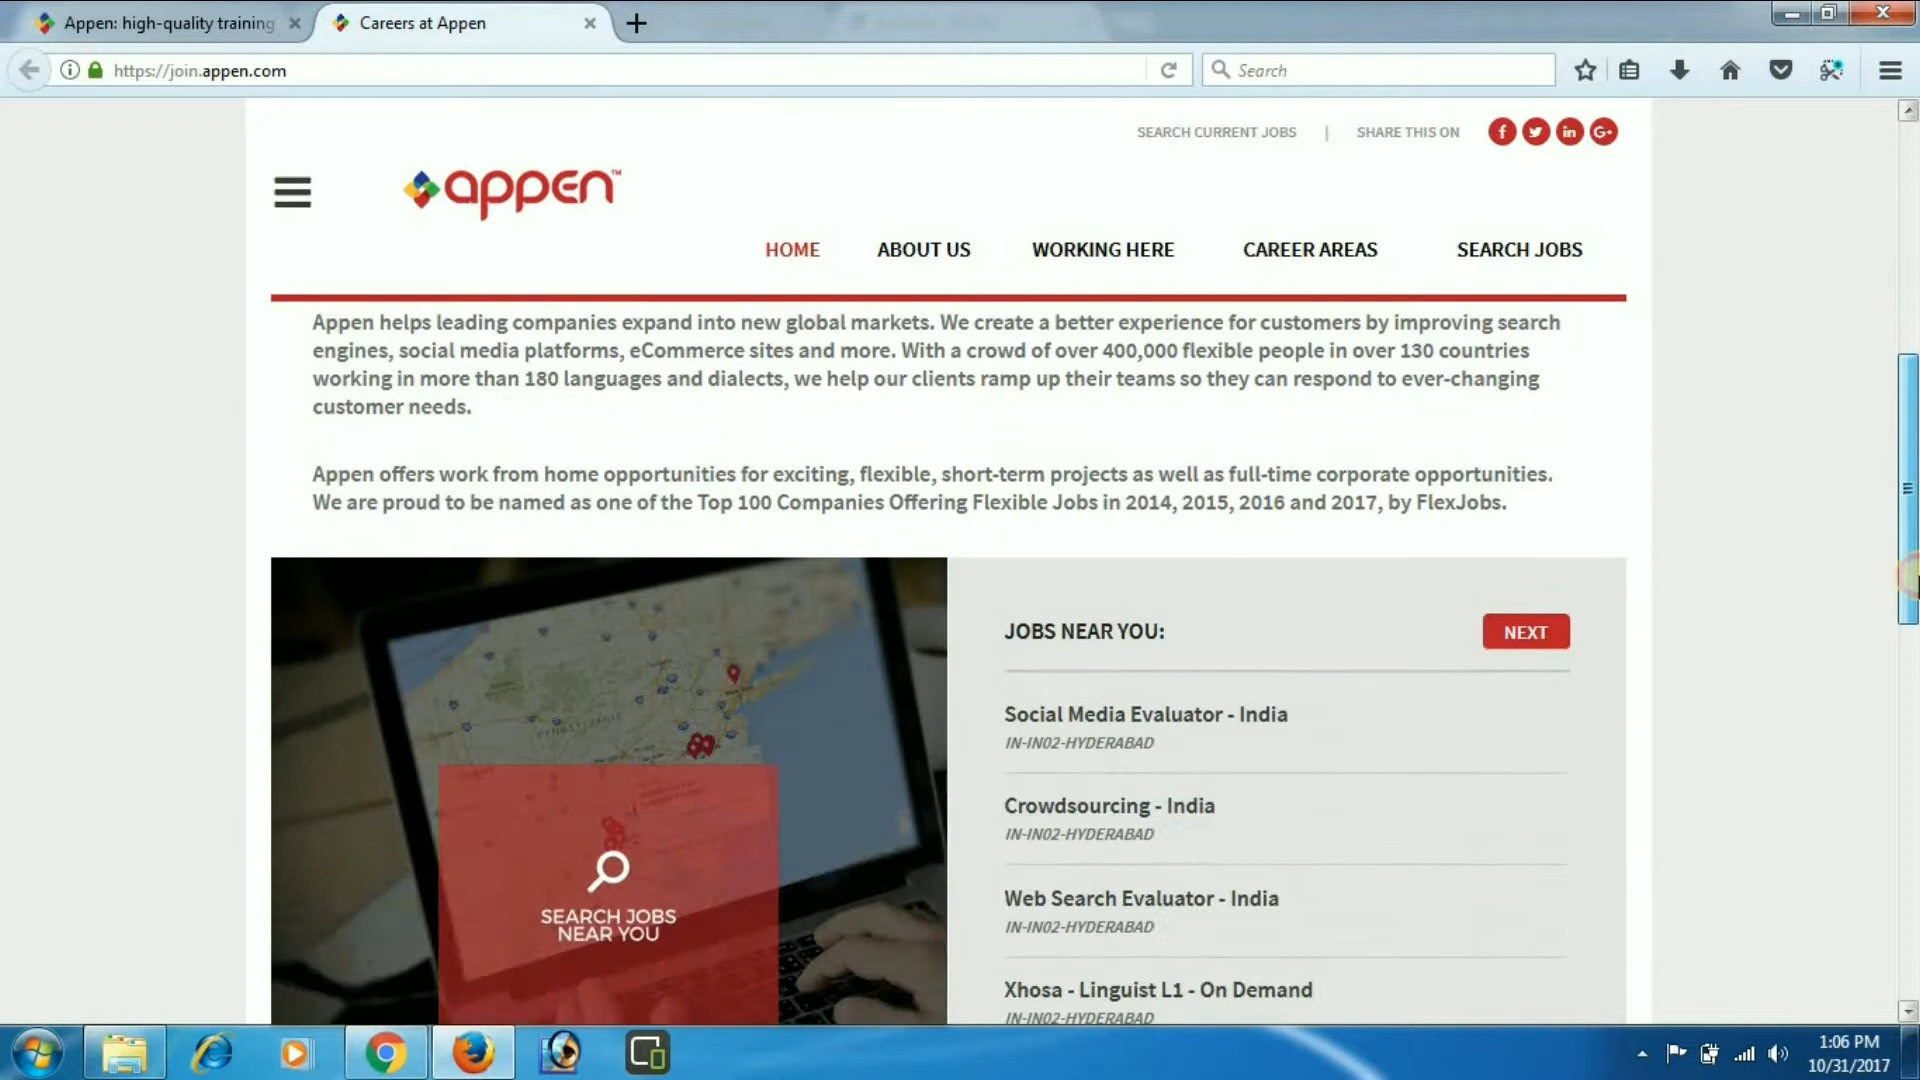 Appen: high-quality training
Careers at Appen
https://join.appen.com
Search
SEARCH CURRENT JOBS | SHARE THIS ON
appen™
HOME ABOUT US WORKING HERE CAREER AREAS SEARCH JOBS
Appen helps leading companies expand into new global markets. We create a better experience for customers by improving search
engines, social media platforms, eCommerce sites and more. With a crowd of over 400,000 flexible people in over 130 countries
working in more than 180 languages and dialects, we help our clients ramp up their teams so they can respond to ever-changing
customer needs.
Appen offers work from home opportunities for exciting, flexible, short-term projects as well as full-time corporate opportunities.
We are proud to be named as one of the Top 100 Companies Offering Flexible Jobs in 2014, 2015, 2016 and 2017, by FlexJobs.
PENNSYLVANIA
SEARCH JOBS
NEAR YOU
JOBS NEAR YOU:
NEXT
Social Media Evaluator - India
IN-IN02-HYDERABAD
Crowdsourcing - India
IN-IN02-HYDERABAD
Web Search Evaluator - India
IN-IN02-HYDERABAD
Xhosa - Linguist L1 - On Demand
IN-IN02-HYDERABAD
1:06 PM
10/31/2017